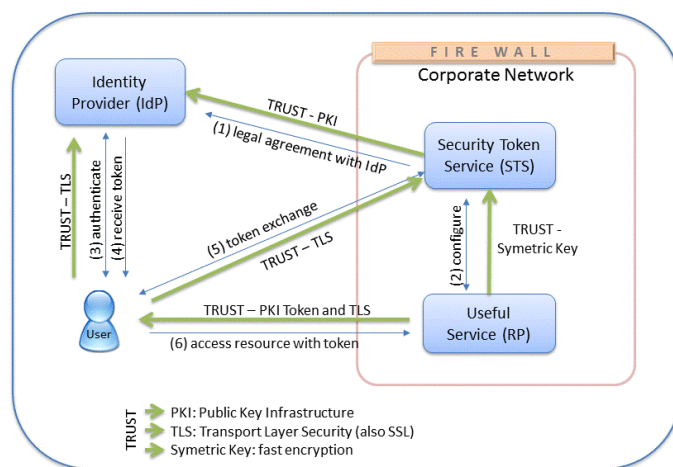 FIRE WALL
Corporate Network
Identity
Provider (IdP)
TRUST - PKI
(1) legal agreement with IdP
Security Token
Service (STS)
TRUST – TLS
(3) authenticate
(4) receive token
(5) token exchange
TRUST – TLS
(2) configure
TRUST -
Symetric Key
User
TRUST – PKI Token and TLS
(6) access resource with token
Useful
Service (RP)
TRUST
PKI: Public Key Infrastructure
TLS: Transport Layer Security (also SSL)
Symetric Key: fast encryption